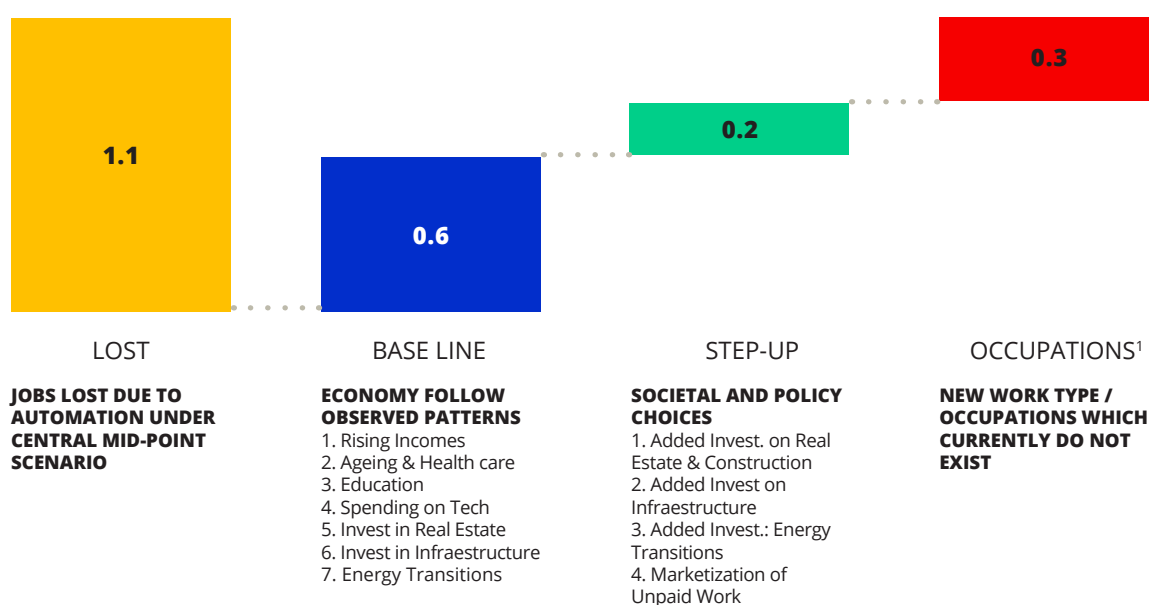 1.1
0.6
0.2
0.3
LOST
JOBS LOST DUE TO
AUTOMATION UNDER
CENTRAL MID-POINT
SCENARIO
BASE LINE
ECONOMY FOLLOW
OBSERVED PATTERNS
1. Rising Incomes
2. Ageing & Health care
3. Education
4. Spending on Tech
5. Invest in Real Estate
6. Invest in Infraestructure
7. Energy Transitions
STEP-UP
SOCIETAL AND POLICY
CHOICES
1. Added Invest. on Real
Estate & Construction
2. Added Invest on
Infraestructure
3. Added Invest.: Energy
Transitions
4. Marketization of
Unpaid Work
OCCUPATIONS¹
NEW WORK TYPE /
OCCUPATIONS WHICH
CURRENTLY DO NOT
EXIST